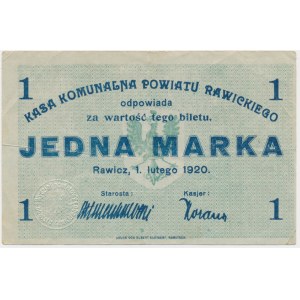 1 1
KASA KOMUNALNA POWIATU RAWICKIEGO
odpowiada
za wartość tego biletu.
JEDNA MARKA
Rawicz, 1. lutego 1920.
Starosta: Kasjer:
1 1